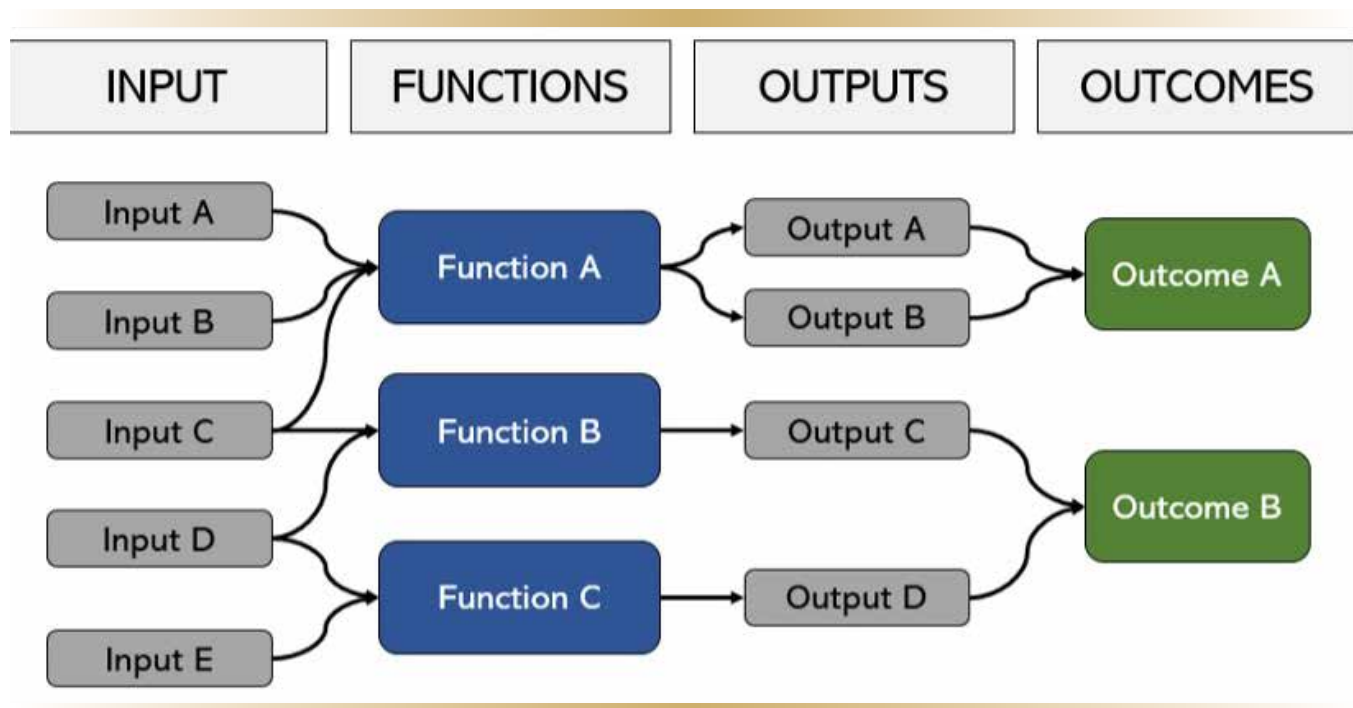 INPUT
FUNCTIONS
OUTPUTS
OUTCOMES
Input A
Input B
Input C
Input D
Input E
Function A
Function B
Function C
Output A
Output B
Output C
Output D
Outcome A
Outcome B